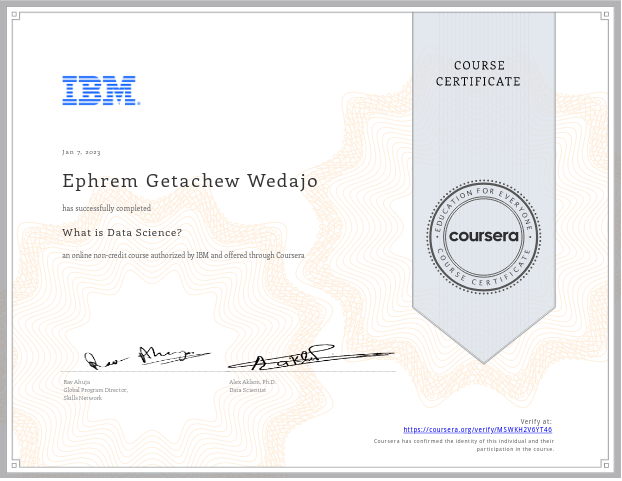 COURSE
CERTIFICATE
IBM
Jan 7, 2023
Ephrem Getachew Wedajo
has successfully completed
What is Data Science?
an online non-credit course authorized by IBM and offered through Coursera
EDUCATION FOR EVERYONE
coursera
COURSE CERTIFICATE
Rav Ahuja
Global Program Director,
Skills Network
Alex Aklson, Ph.D.
Data Scientist
Verify at:
https://coursera.org/verify/M5WKH2V6YT46
Coursera has confirmed the identity of this individual and their
participation in the course.